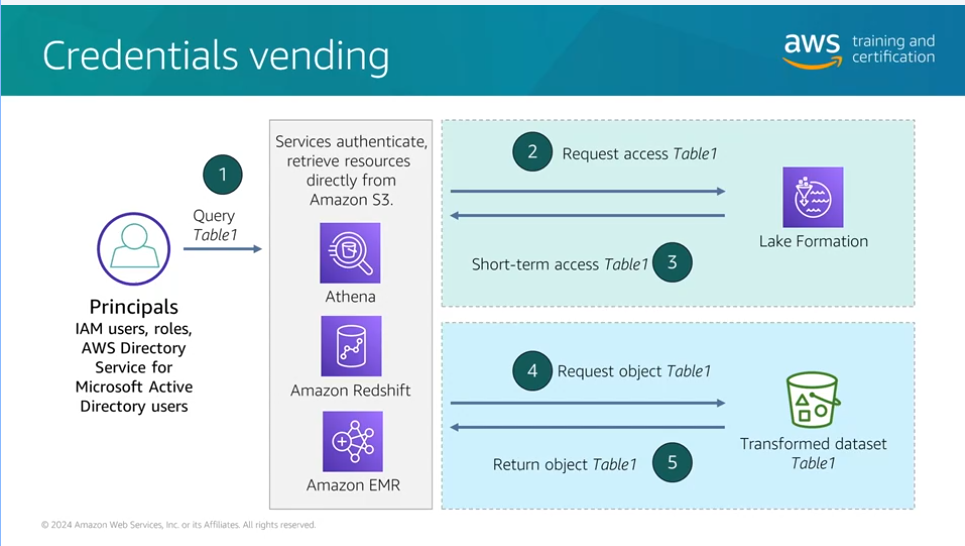 Credentials vending
aws
training and
certification
1
Query
Table1
Principals
IAM users, roles,
AWS Directory
Service for
Microsoft Active
Directory users
Services authenticate,
retrieve resources
directly from
Amazon S3.
Athena
Amazon Redshift
Amazon EMR
2
Request access Table1
Short-term access Table1
3
Lake Formation
4
Request object Table1
Return object Table1
5
Transformed dataset
Table1
© 2024 Amazon Web Services, Inc. or its Affiliates. All rights reserved.